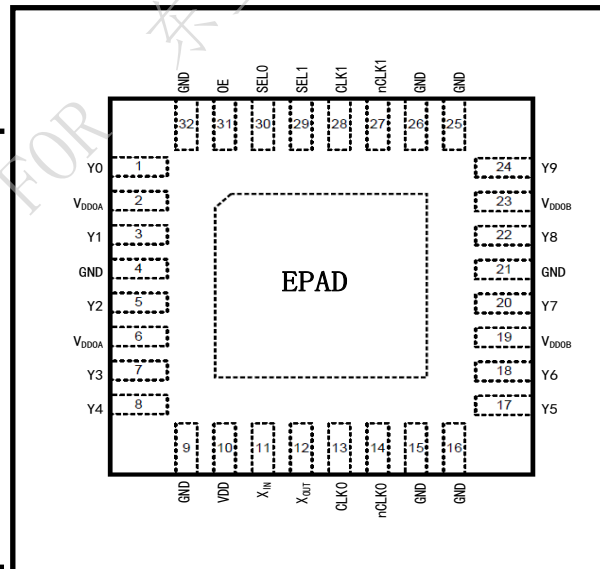 FOR 东
GND OE SEL0 SEL1 CLK1 nCLK1 GND GND
32 31 30 29 28 27 26 25
Y0 1 24 Y9
VDDOA 2 23 VDDOB
Y1 3 22 Y8
GND 4 21 GND
EPAD
Y2 5 20 Y7
VDDOA 6 19 VDDOB
Y3 7 18 Y6
Y4 8 17 Y5
9 10 11 12 13 14 15 16
GND VDD XIN XOUT CLK0 nCLK0 GND GND